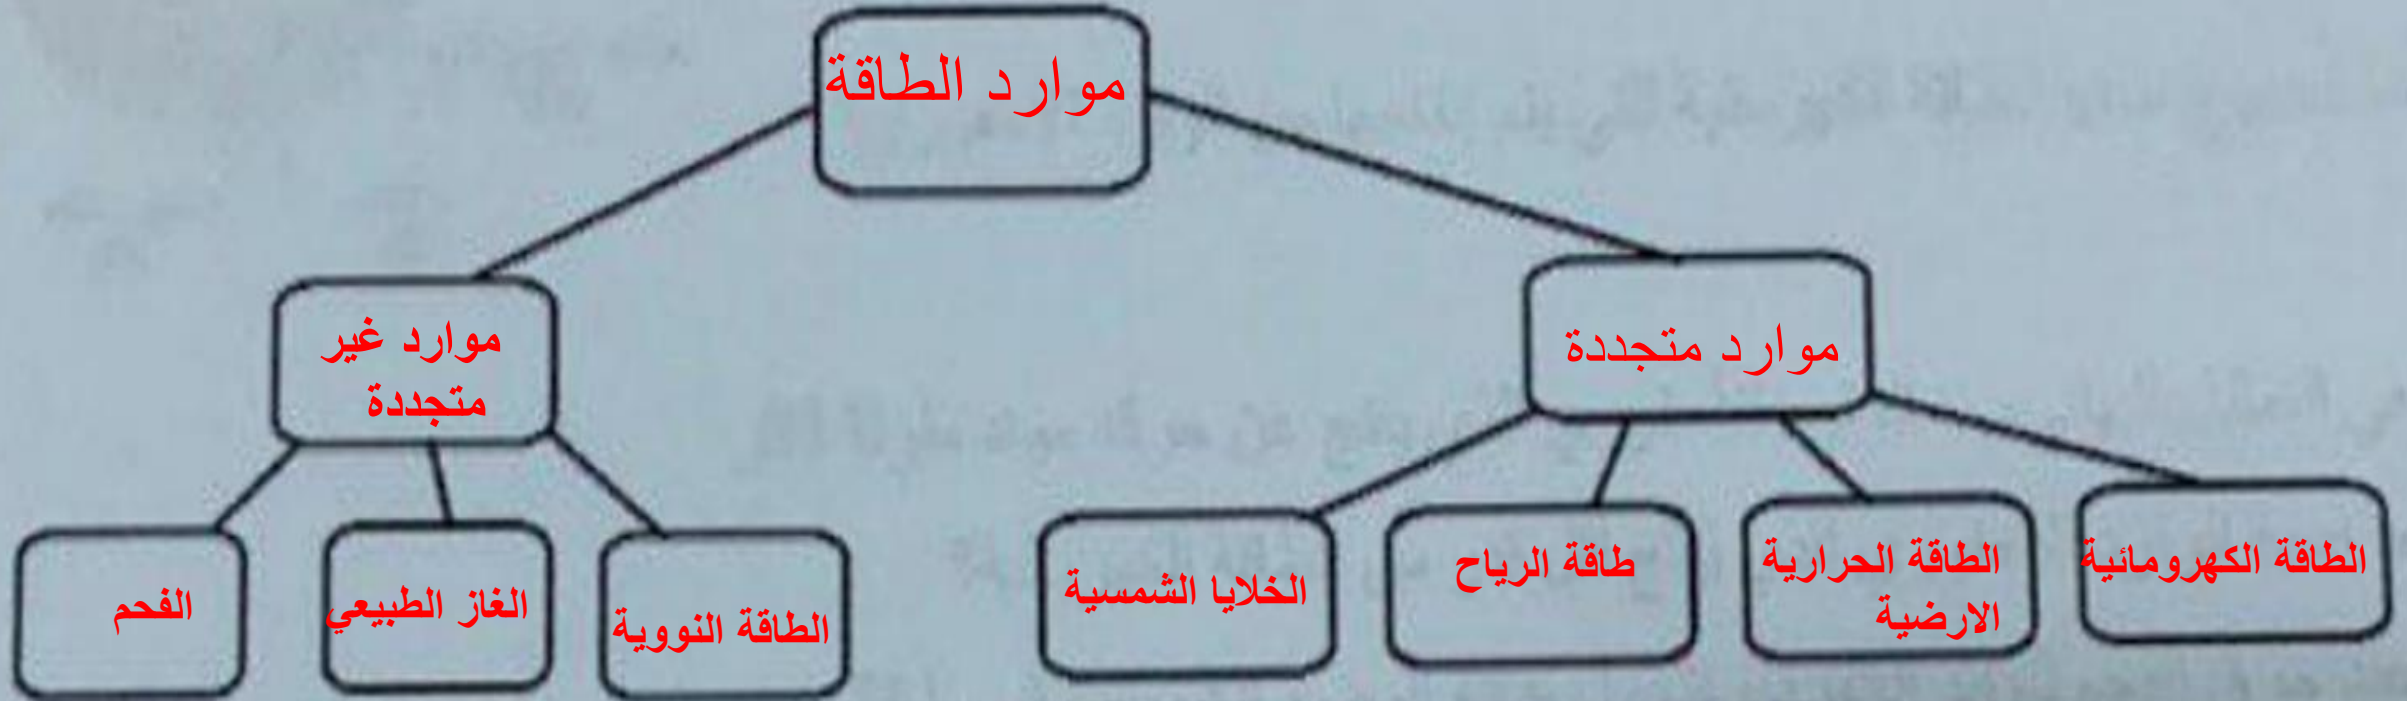 موارد الطاقة
موارد متجددة
موارد غير
متجددة
الطاقة الكهرومائية
الطاقة الحرارية
الارضية
طاقة الرياح
الخلايا الشمسية
الطاقة النووية
الغاز الطبيعي
الفحم